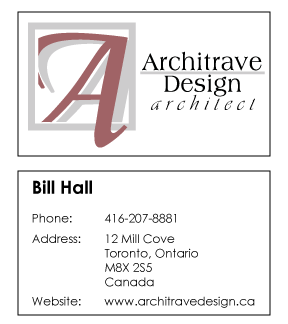 A
Architrave
Design
architect
Bill Hall
Phone: 416-207-8881
Address: 12 Mill Cove
Toronto, Ontario
M8X 2S5
Canada
Website: www.architravedesign.ca